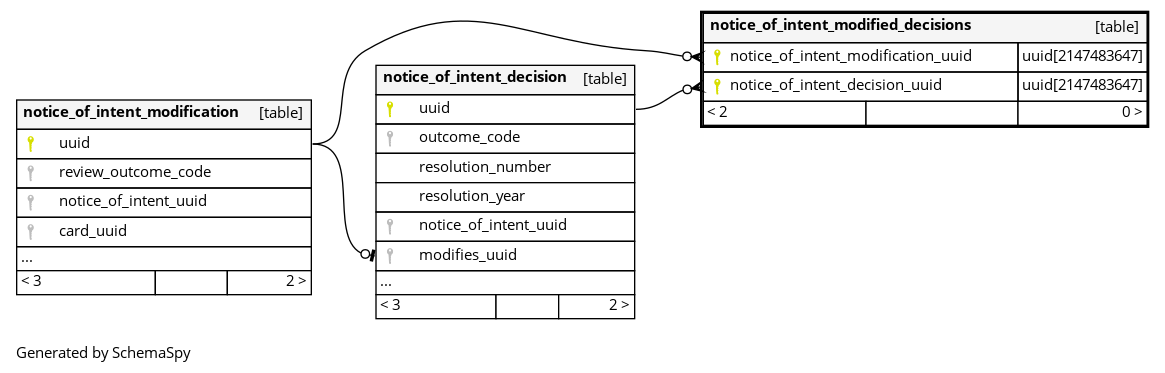 notice_of_intent_modified_decisions [table]
notice_of_intent_modification_uuid uuid[2147483647]
notice_of_intent_decision_uuid uuid[2147483647]
< 2 0 >
notice_of_intent_decision [table]
uuid
outcome_code
resolution_number
resolution_year
notice_of_intent_uuid
modifies_uuid
...
< 3 2 >
notice_of_intent_modification [table]
uuid
review_outcome_code
notice_of_intent_uuid
card_uuid
...
< 3 2 >
Generated by SchemaSpy